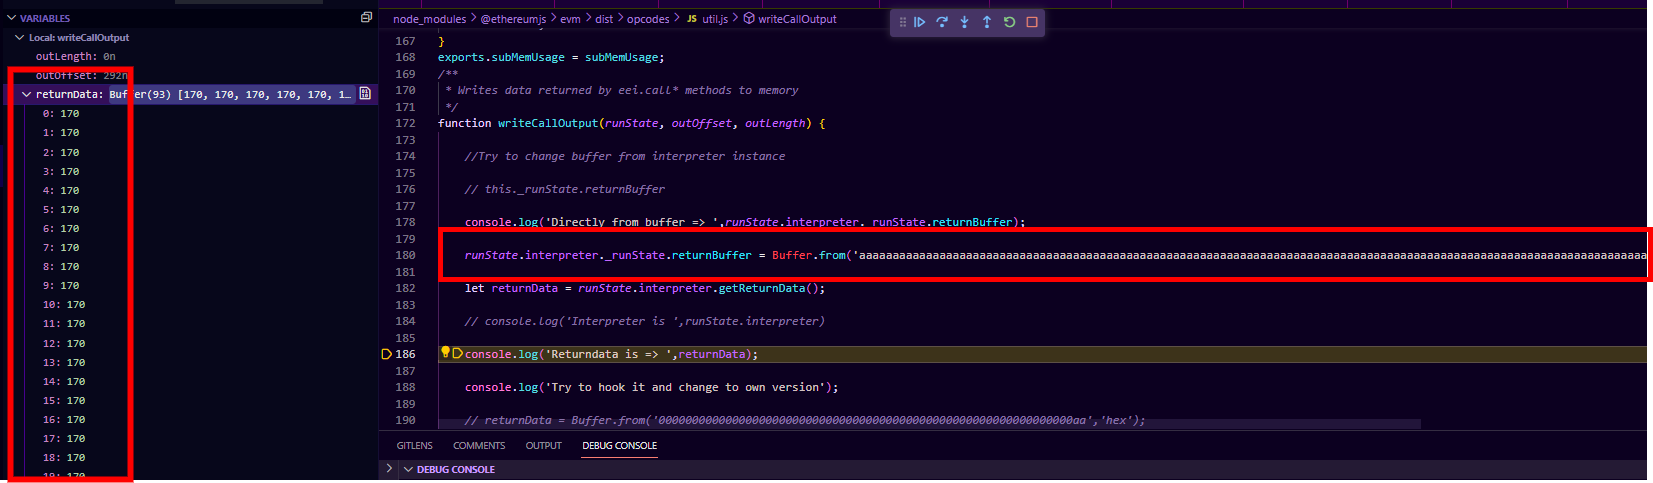 VARIABLES
Local: writeCallOutput
outLength: 0n
outOffset: 292n
returnData: Buffer(93) [170, 170, 170, 170, 170, 1...
0: 170
1: 170
2: 170
3: 170
4: 170
5: 170
6: 170
7: 170
8: 170
9: 170
10: 170
11: 170
12: 170
13: 170
14: 170
15: 170
16: 170
17: 170
18: 170
19: 170
node_modules > @ethereumjs > evm > dist > opcodes > JS util.js > writeCallOutput
167 }
168 exports.subMemUsage = subMemUsage;
169 /**
170 * Writes data returned by eei.call* methods to memory
171 */
172 function writeCallOutput(runState, outOffset, outLength) {
173
174 //Try to change buffer from interpreter instance
175
176 // this._runState.returnBuffer
177
178 console.log('Directly from buffer => ',runState.interpreter._runState.returnBuffer);
179
180 runState.interpreter._runState.returnBuffer = Buffer.from('aaaaaaaaaaaaaaaaaaaaaaaaaaaaaaaaaaaaaaaaaaaaaaaaaaaaaaaaaaaaaaaaaaaaaaaaaaaaaaaaaaaaaaaaaaaaaaaaaaaaaaaaaaaaaaaaaaaaaa
181
182 let returnData = runState.interpreter.getReturnData();
183
184 // console.log('Interpreter is ',runState.interpreter)
185
186 console.log('Returndata is => ',returnData);
187
188 console.log('Try to hook it and change to own version');
189
190 // returnData = Buffer.from('00000000000000000000000000000000000000000000000000000000000000aa','hex');
GITLENS COMMENTS OUTPUT DEBUG CONSOLE
DEBUG CONSOLE